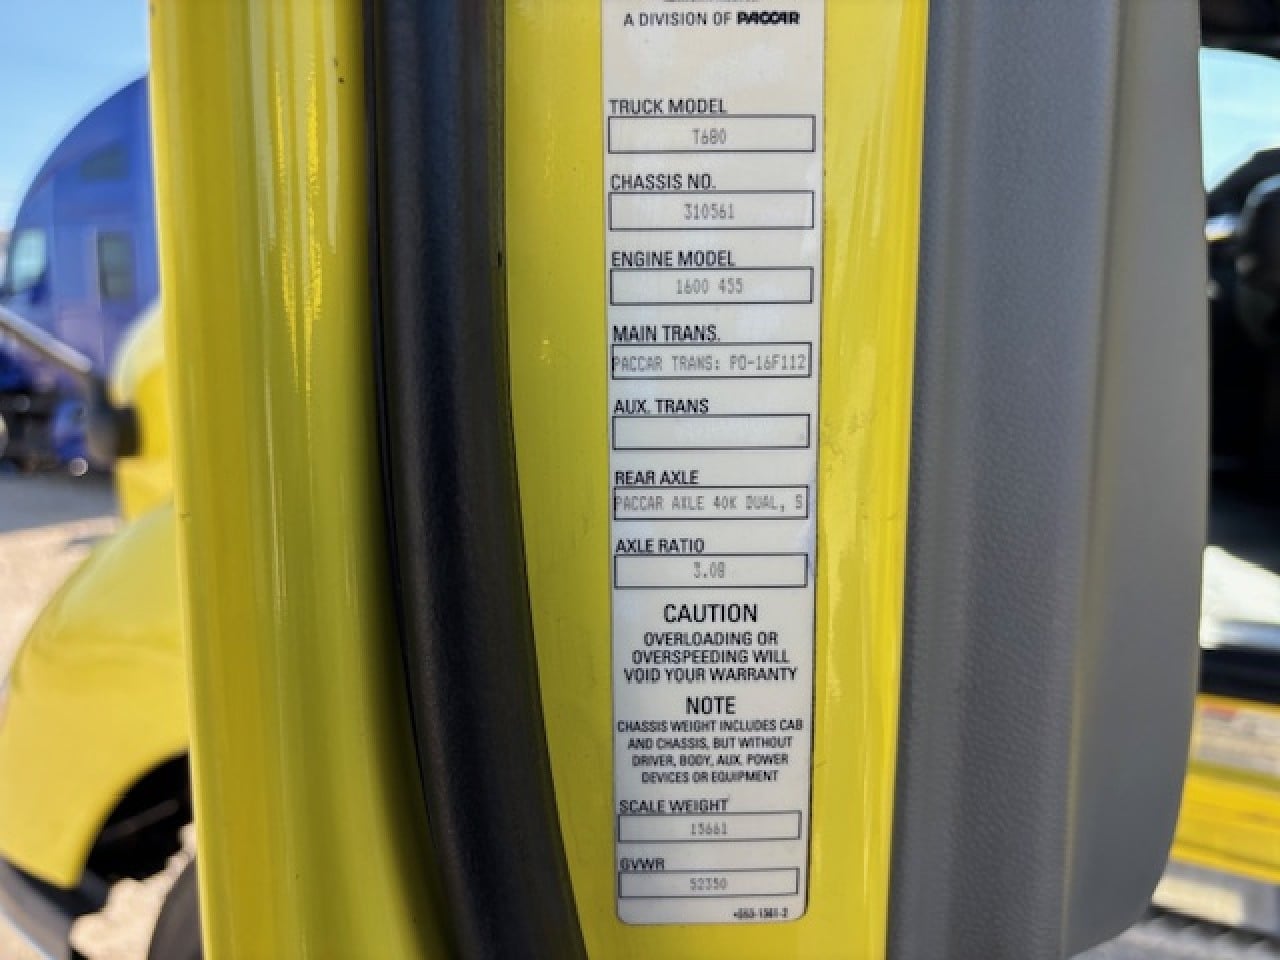 A DIVISION OF PACCAR
TRUCK MODEL
T680
CHASSIS NO.
310561
ENGINE MODEL
1600 455
MAIN TRANS.
PACCAR TRANS: PO-16F112
AUX. TRANS
REAR AXLE
PACCAR AXLE 40K DUAL, S
AXLE RATIO
3.08
CAUTION
OVERLOADING OR
OVERSPEEDING WILL
VOID YOUR WARRANTY
NOTE
CHASSIS WEIGHT INCLUDES CAB
AND CHASSIS, BUT WITHOUT
DRIVER, BODY, AUX. POWER
DEVICES OR EQUIPMENT
SCALE WEIGHT
GVWR
52350